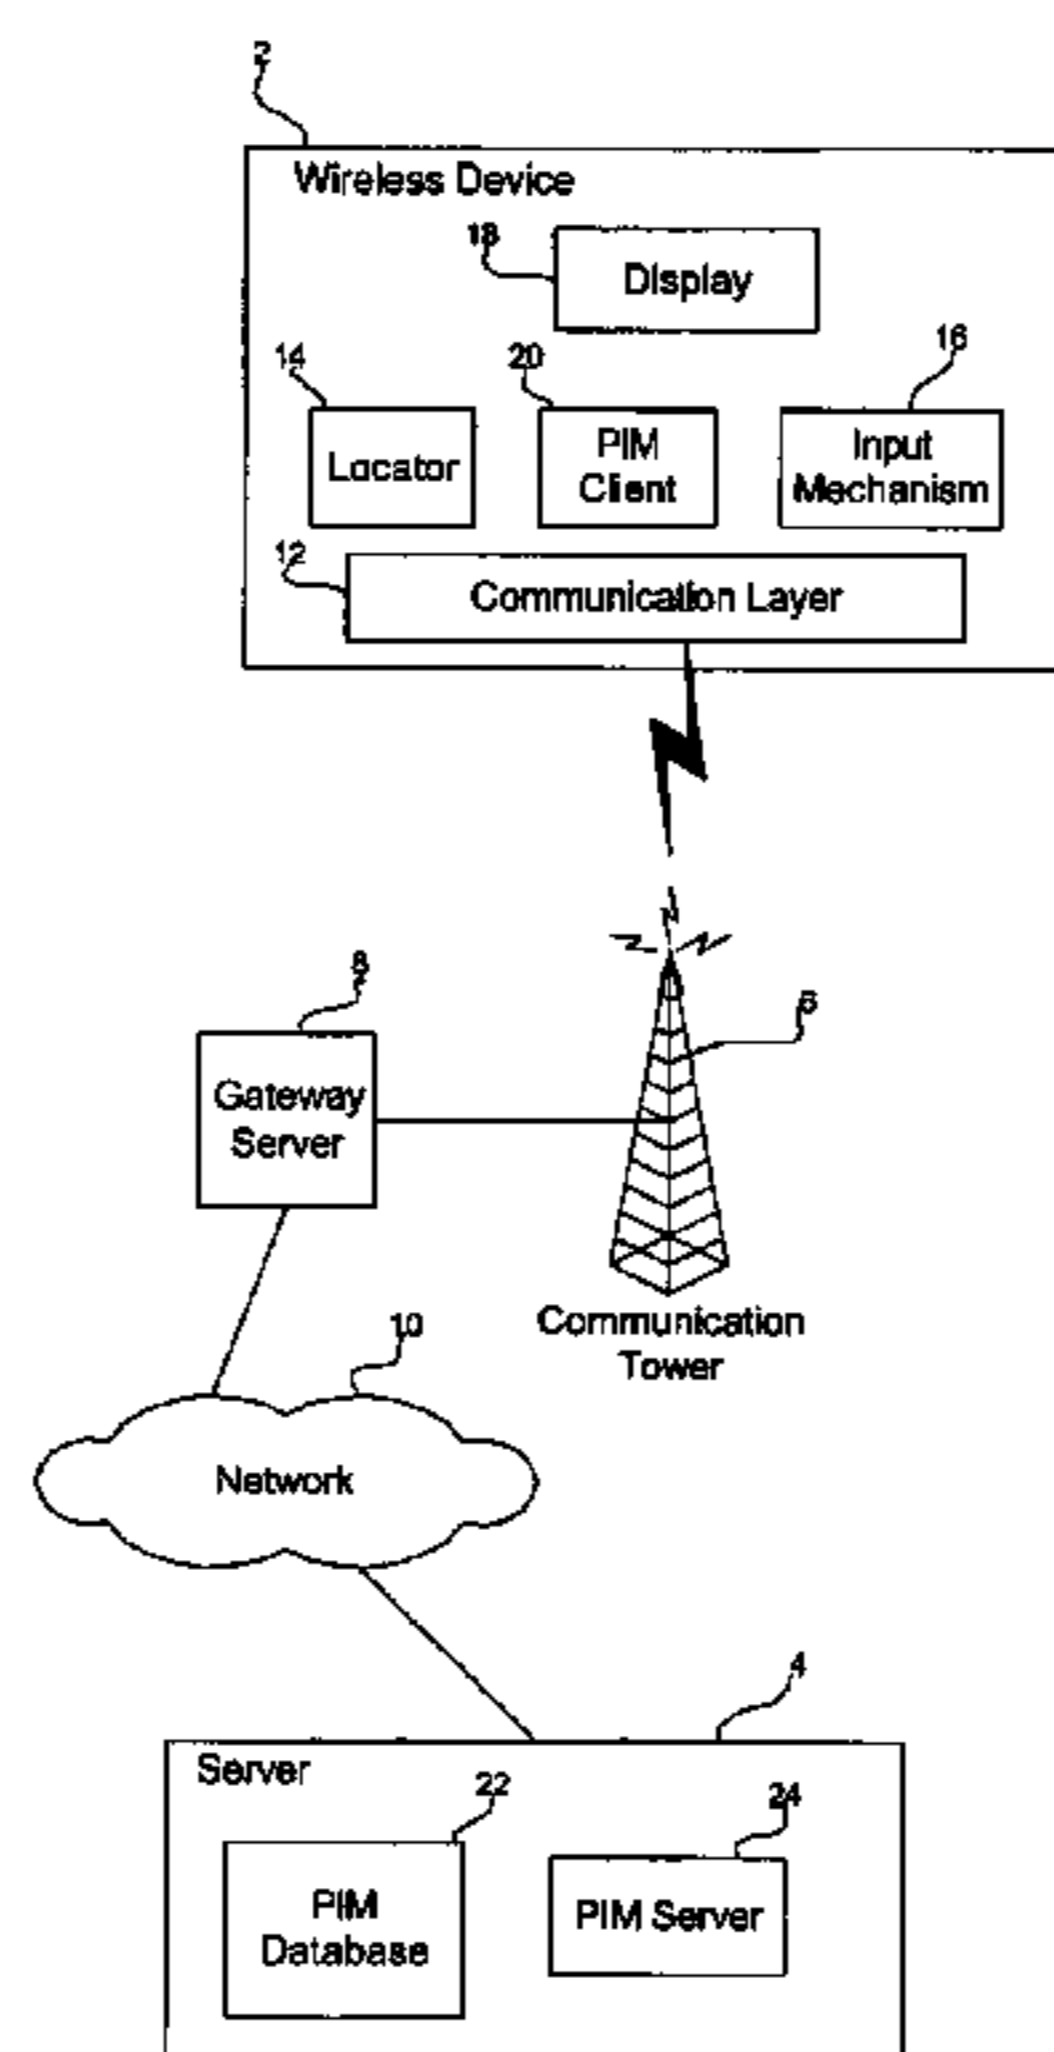 2
Wireless Device
18
Display
14
20
16
Locator
PIM
Client
Input
Mechanism
12
Communication Layer
8
6
Gateway
Server
Communication
Tower
10
Network
4
Server
22
24
PIM
Database
PIM Server